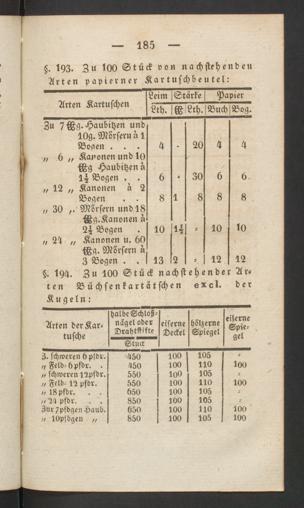 — 185 —
§. 193. Zu 100 Stück von nachstehenden
Arten papierner Kartuschbeutel:
Arten Kartuschen | Leim | Stärke | Papier
Lth. | ℔ | Lth. | Buch | Bog.
Zu 7 ℔g. Haubitzen und
10g. Mörsern à 1
Bogen . . . 4 - 20 4 4
„ 6 „ Kanonen und 10
℔g Haubitzen à
1½ Bogen . . 6 - 30 6 6
„ 12 „ Kanonen à 2
Bogen . . 8 1 8 8 8
„ 30 „ Mörsern und 18
℔g. Kanonen à
2½ Bogen . 10 1½ = 10 10
„ 24 „ Kanonen u. 60
℔g. Mörsern à
3 Bogen . . 13 2 = 12 12
§. 194. Zu 100 Stück nachstehender Ar-
ten Büchsenkartätschen excl. der
Kugeln:
Arten der Kar-
tusche | halbe Schloß-
nägel oder
Drahtstifte | eiserne
Deckel | hölzerne
Spiegel | eiserne
Spie-
gel
Stück
Z. schweren 6 pfdr. 450 100 105 =
„ Feld- 6 pfdr. . 450 100 110 100
„ schweren 12pfdr. 550 100 105 =
„ Feld- 12 pfdr. 550 100 110 100
„ 18 pfdr. . . 650 100 105 =
„ 24 pfdr. . . 850 100 105 =
Zur 7pfdgen Haub. 650 100 110 100
„ 10pfdgen „ 850 100 110 100